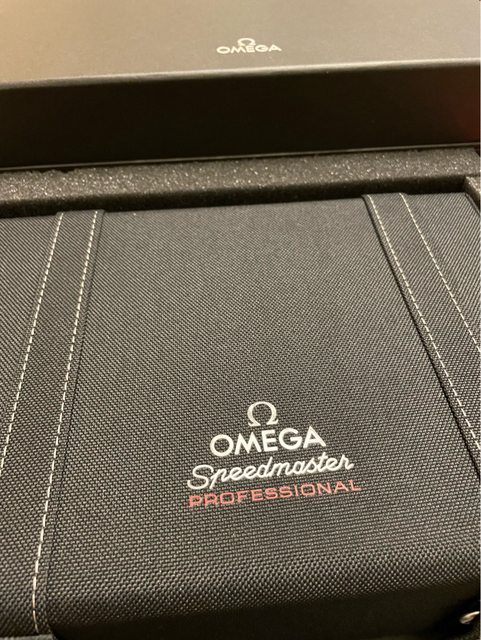 Ω
OMEGA
Ω
OMEGA
Speedmaster
PROFESSIONAL